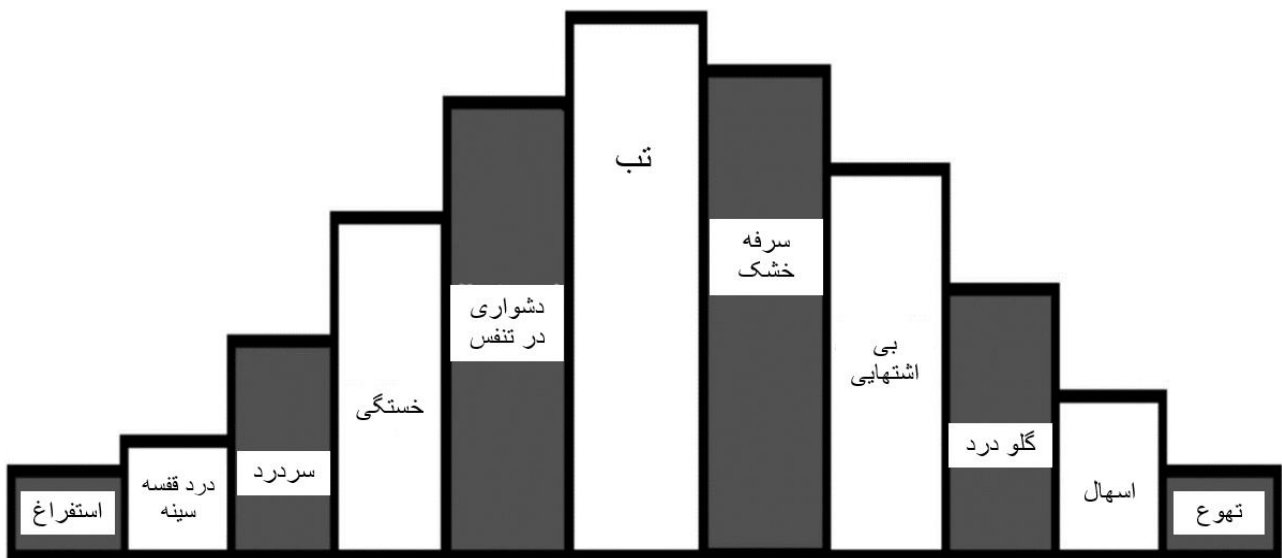 تب
سرفه
خشک
دشواری
در تنفس
بی
اشتهایی
خستگی
گلو درد
سردرد
اسهال
درد قفسه
سینه
تهوع
استفراغ